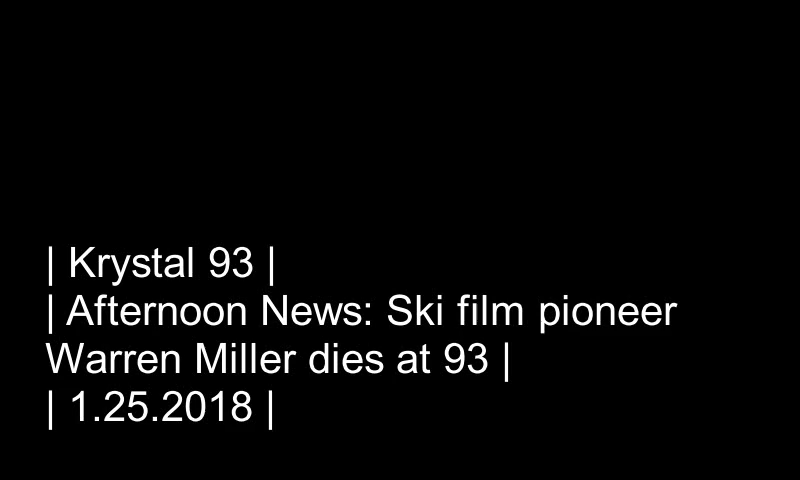 | Krystal 93 |
| Afternoon News: Ski film pioneer
Warren Miller dies at 93 |
| 1.25.2018 |